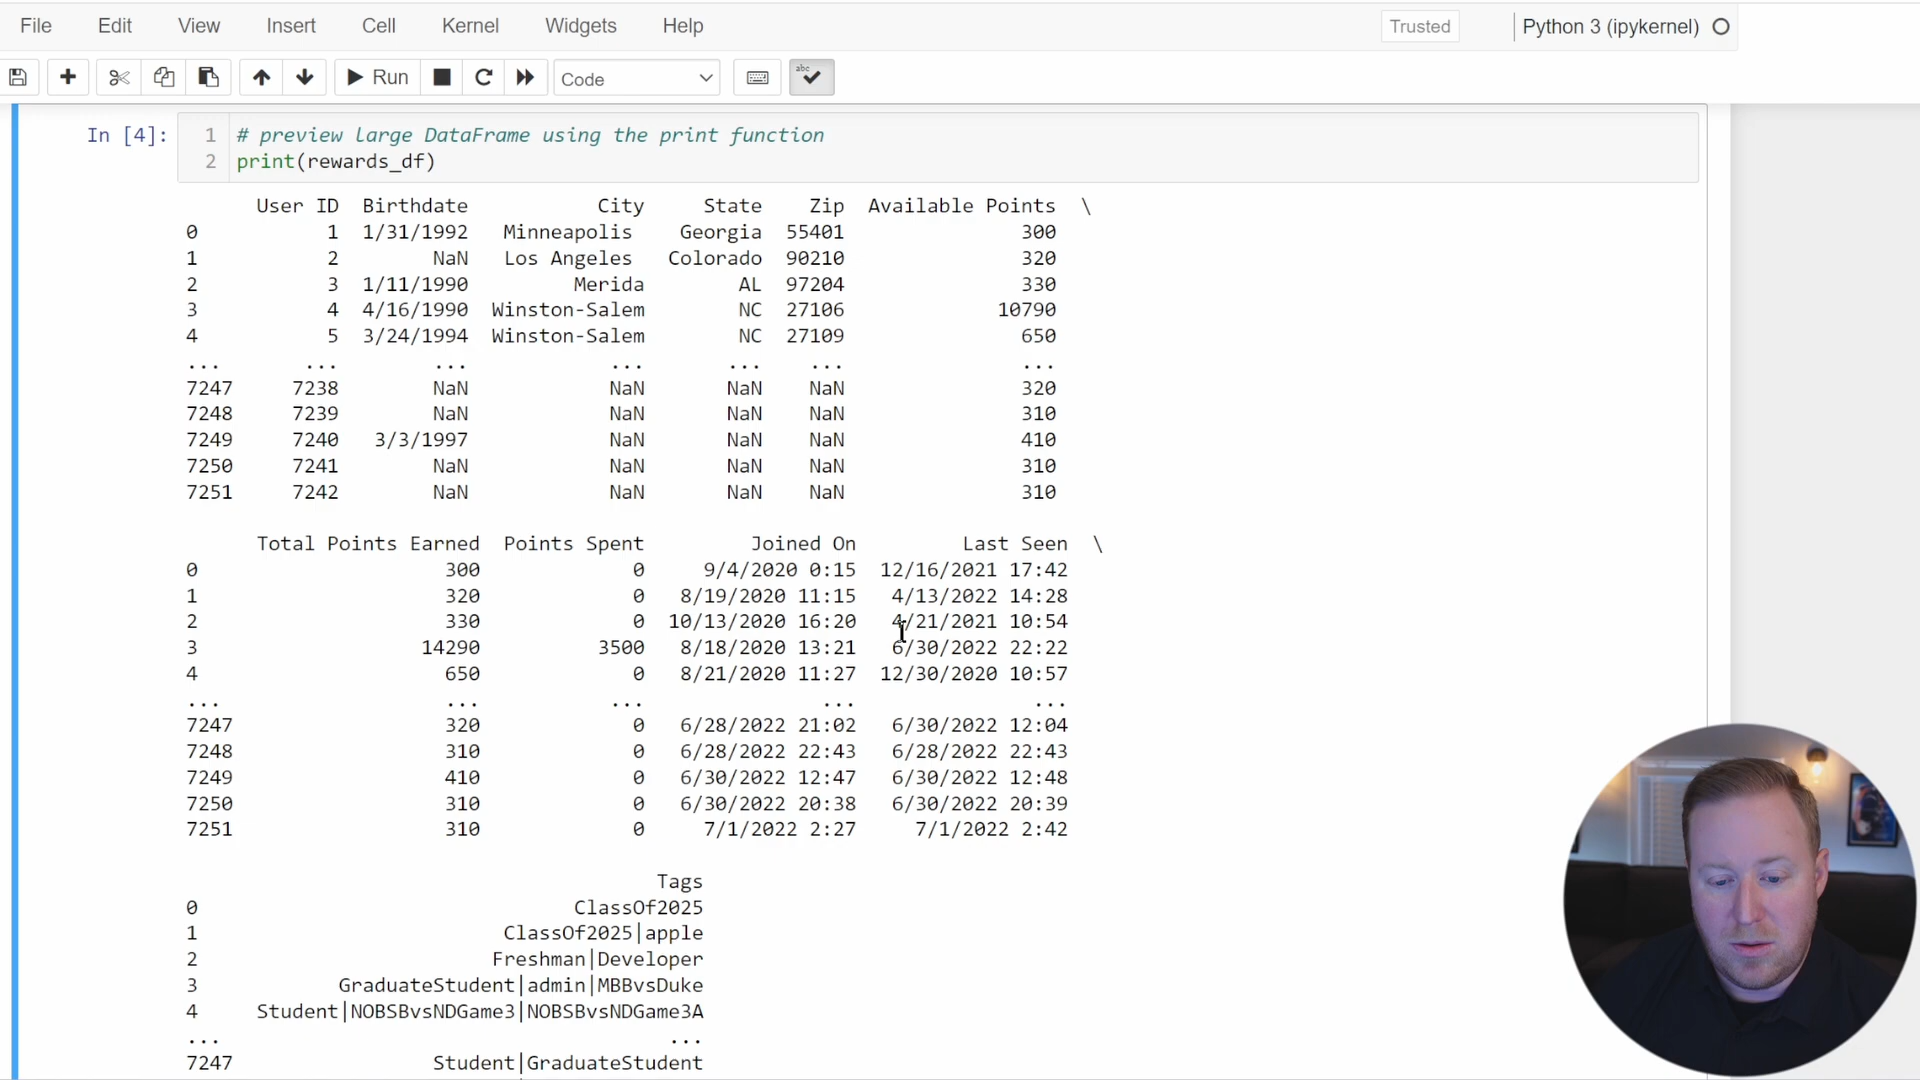 File Edit View Insert Cell Kernel Widgets Help Trusted Python 3 (ipykernel)
Run Code abc
In [4]: 1 # preview large DataFrame using the print function
2 print(rewards_df)
User ID Birthdate City State Zip Available Points \
0 1 1/31/1992 Minneapolis Georgia 55401 300
1 2 NaN Los Angeles Colorado 90210 320
2 3 1/11/1990 Merida AL 97204 330
3 4 4/16/1990 Winston-Salem NC 27106 10790
4 5 3/24/1994 Winston-Salem NC 27109 650
... ... ... ... ... ... ...
7247 7238 NaN NaN NaN NaN 320
7248 7239 NaN NaN NaN NaN 310
7249 7240 3/3/1997 NaN NaN NaN 410
7250 7241 NaN NaN NaN NaN 310
7251 7242 NaN NaN NaN NaN 310
Total Points Earned Points Spent Joined On Last Seen \
0 300 0 9/4/2020 0:15 12/16/2021 17:42
1 320 0 8/19/2020 11:15 4/13/2022 14:28
2 330 0 10/13/2020 16:20 4/21/2021 10:54
3 14290 3500 8/18/2020 13:21 6/30/2022 22:22
4 650 0 8/21/2020 11:27 12/30/2020 10:57
... ... ... ... ...
7247 320 0 6/28/2022 21:02 6/30/2022 12:04
7248 310 0 6/28/2022 22:43 6/28/2022 22:43
7249 410 0 6/30/2022 12:47 6/30/2022 12:48
7250 310 0 6/30/2022 20:38 6/30/2022 20:39
7251 310 0 7/1/2022 2:27 7/1/2022 2:42
Tags
0 ClassOf2025
1 ClassOf2025|apple
2 Freshman|Developer
3 GraduateStudent|admin|MBBvsDuke
4 Student|NOBSBvsNDGame3|NOBSBvsNDGame3A
... ...
7247 Student|GraduateStudent